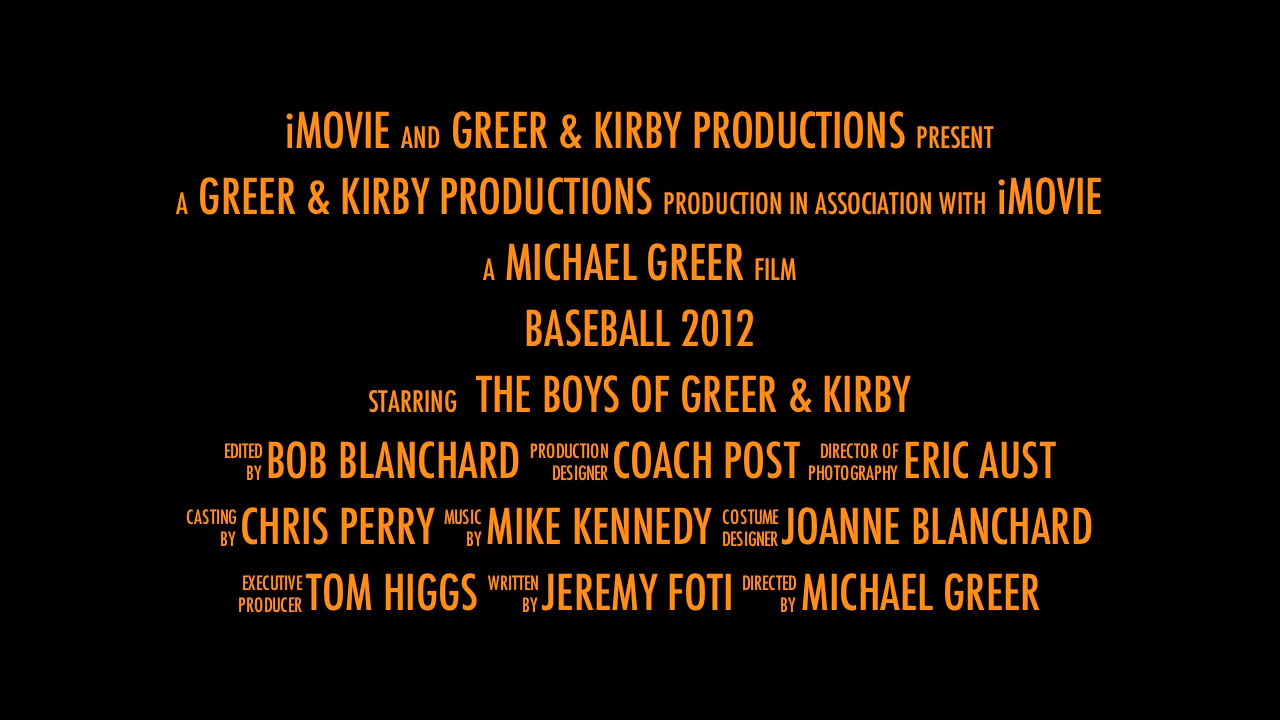 iMOVIE AND GREER & KIRBY PRODUCTIONS PRESENT
A GREER & KIRBY PRODUCTIONS PRODUCTION IN ASSOCIATION WITH iMOVIE
A MICHAEL GREER FILM
BASEBALL 2012
STARRING THE BOYS OF GREER & KIRBY
EDITED BY BOB BLANCHARD PRODUCTION DESIGNER COACH POST DIRECTOR OF PHOTOGRAPHY ERIC AUST
CASTING BY CHRIS PERRY MUSIC BY MIKE KENNEDY COSTUME DESIGNER JOANNE BLANCHARD
EXECUTIVE PRODUCER TOM HIGGS WRITTEN BY JEREMY FOTI DIRECTED BY MICHAEL GREER